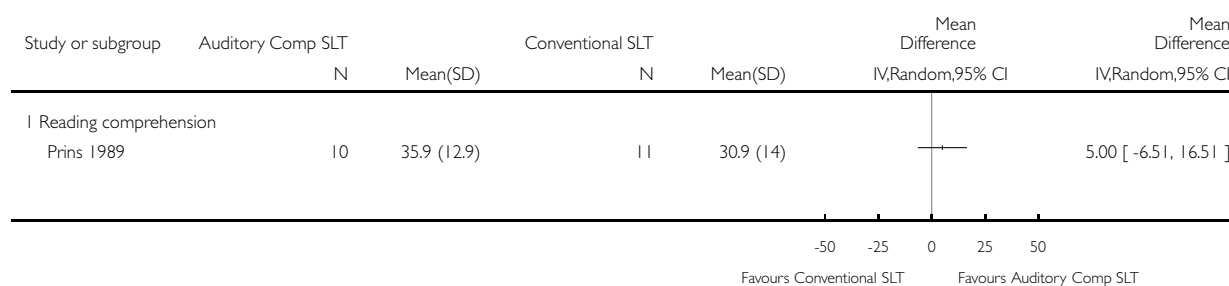 Mean Mean
Study or subgroup Auditory Comp SLT Conventional SLT Difference Difference
N Mean(SD) N Mean(SD) IV,Random,95% CI IV,Random,95% CI
1 Reading comprehension
Prins 1989 10 35.9 (12.9) 11 30.9 (14) 5.00 [ -6.51, 16.51 ]
-50 -25 0 25 50
Favours Conventional SLT Favours Auditory Comp SLT